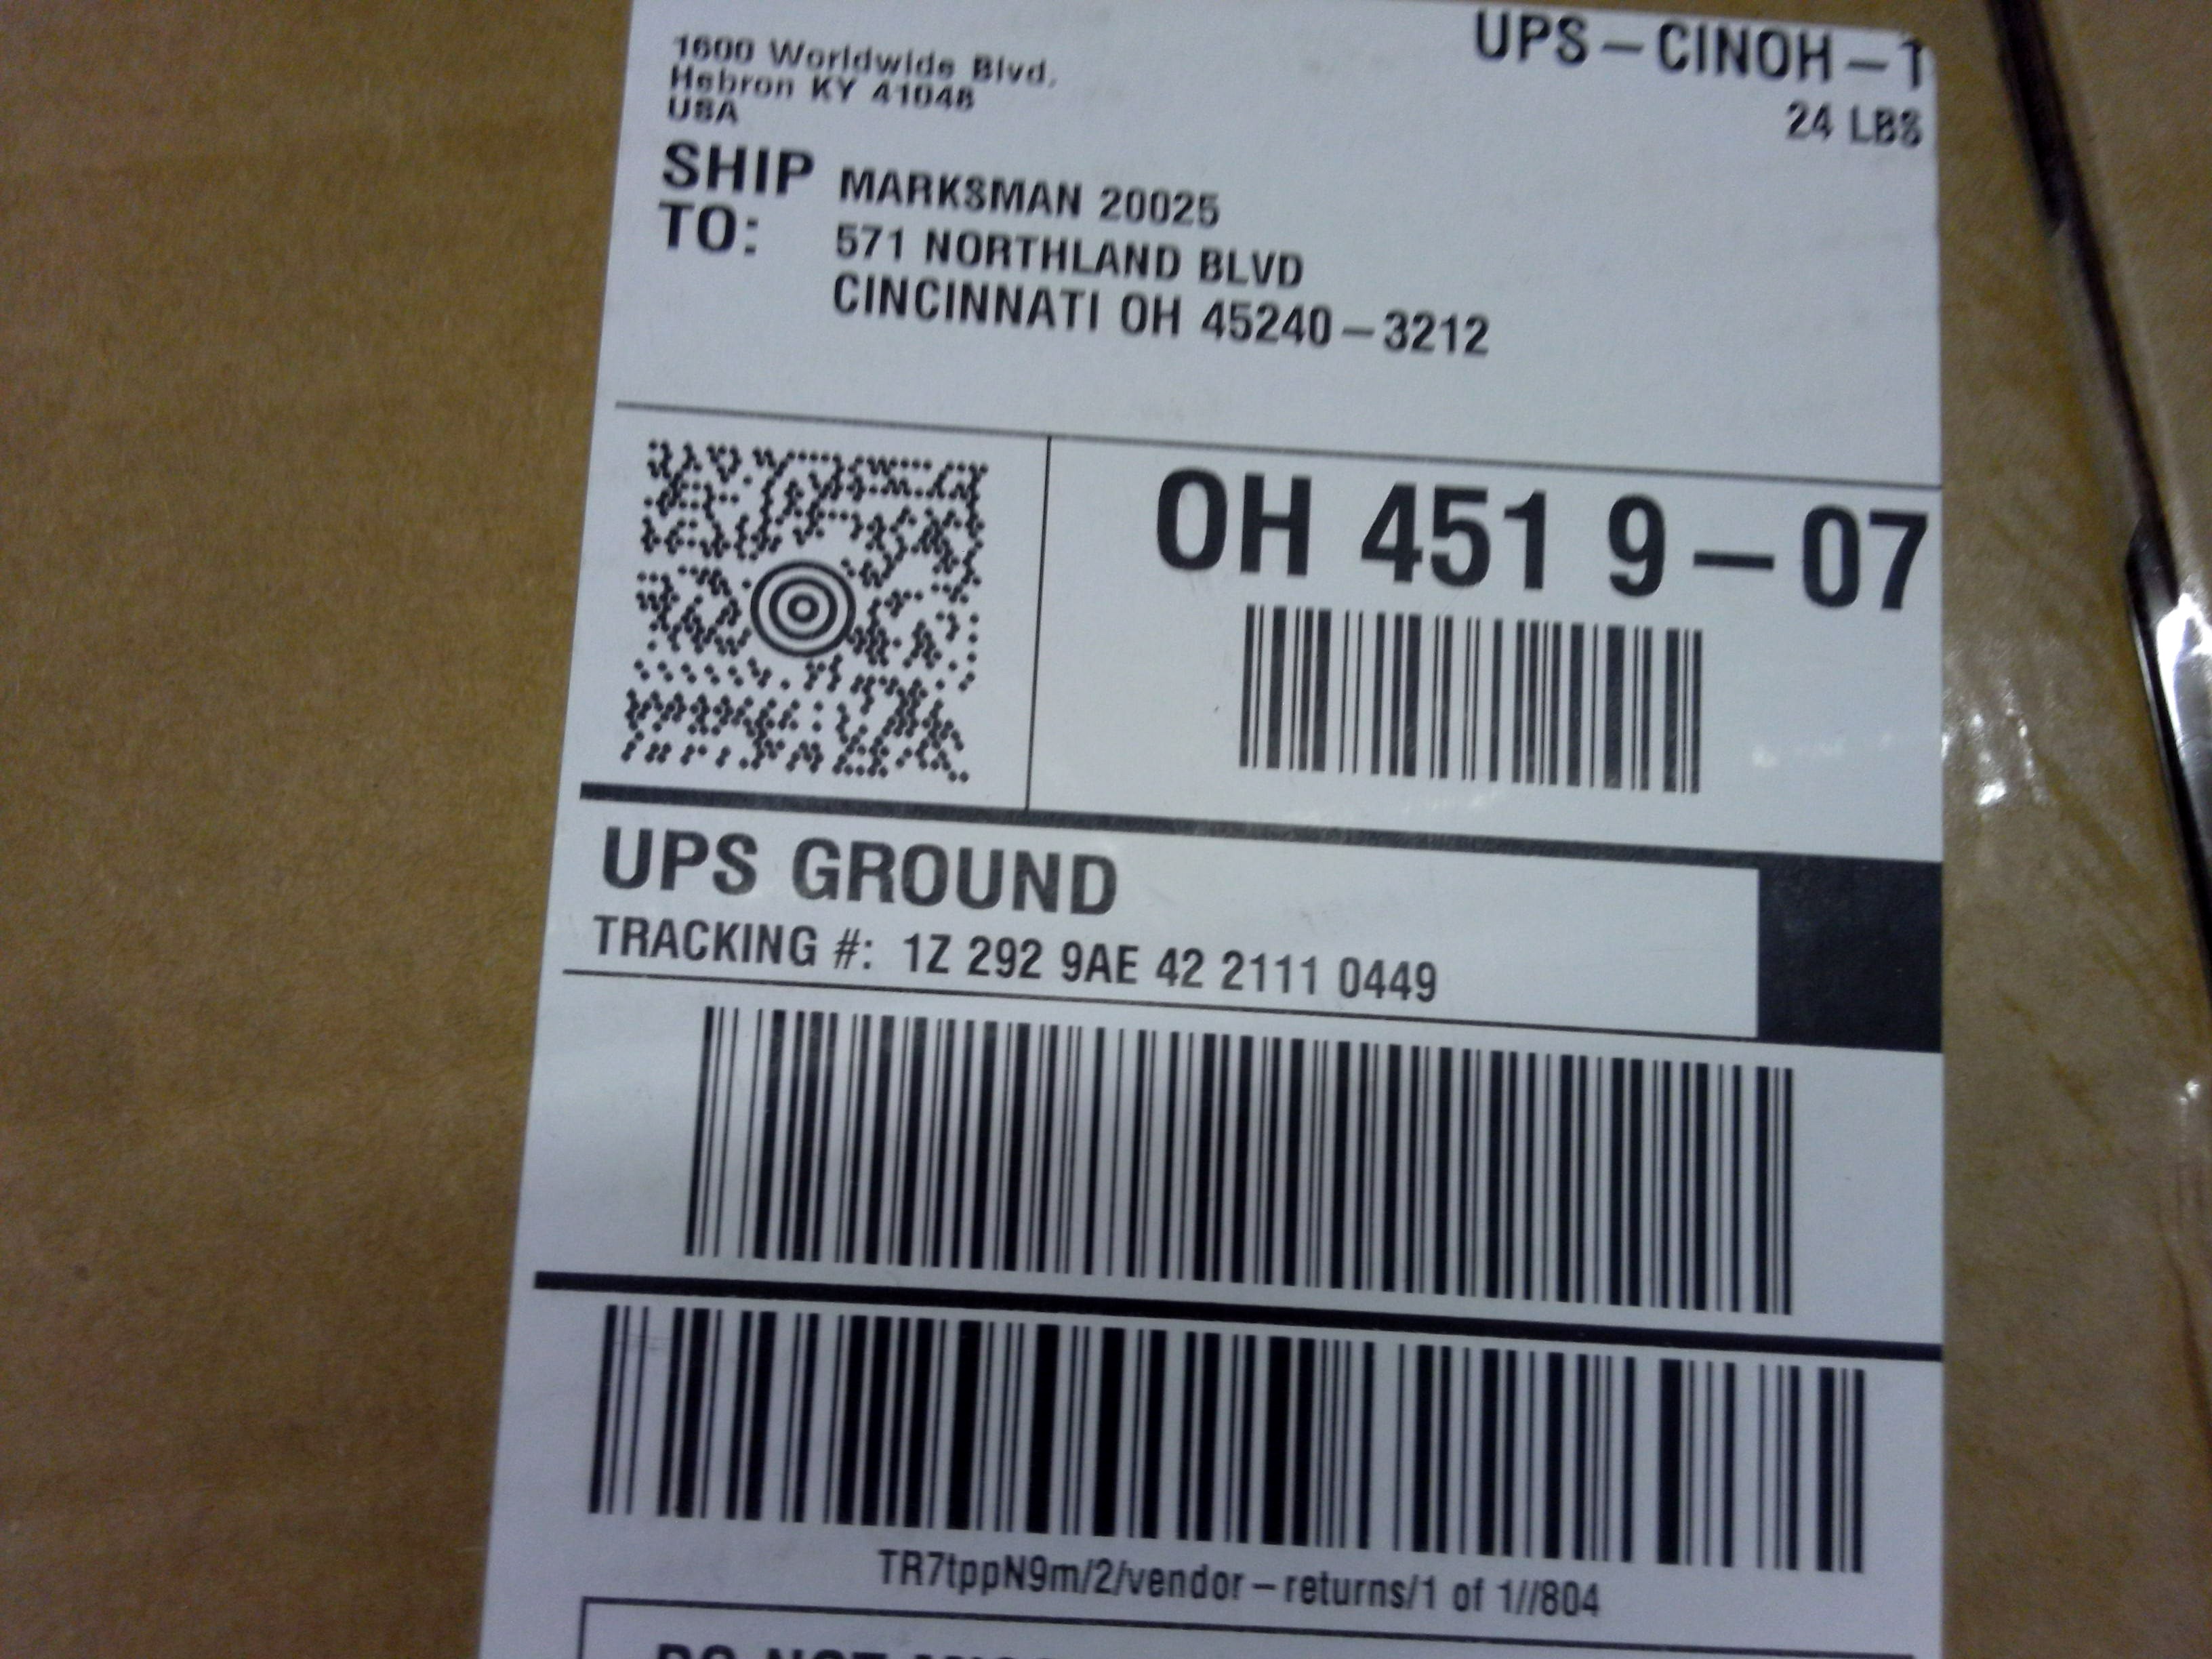 1600 Worldwide Blvd.
Hebron KY 41048
USA
UPS-CINOH-1
24 LBS
SHIP TO:
MARKSMAN 20025
571 NORTHLAND BLVD
CINCINNATI OH 45240-3212
OH 451 9-07
UPS GROUND
TRACKING #: 1Z 292 9AE 42 2111 0449
TR7tppN9m/2/vendor-returns/1 of 1//804
DO NOT